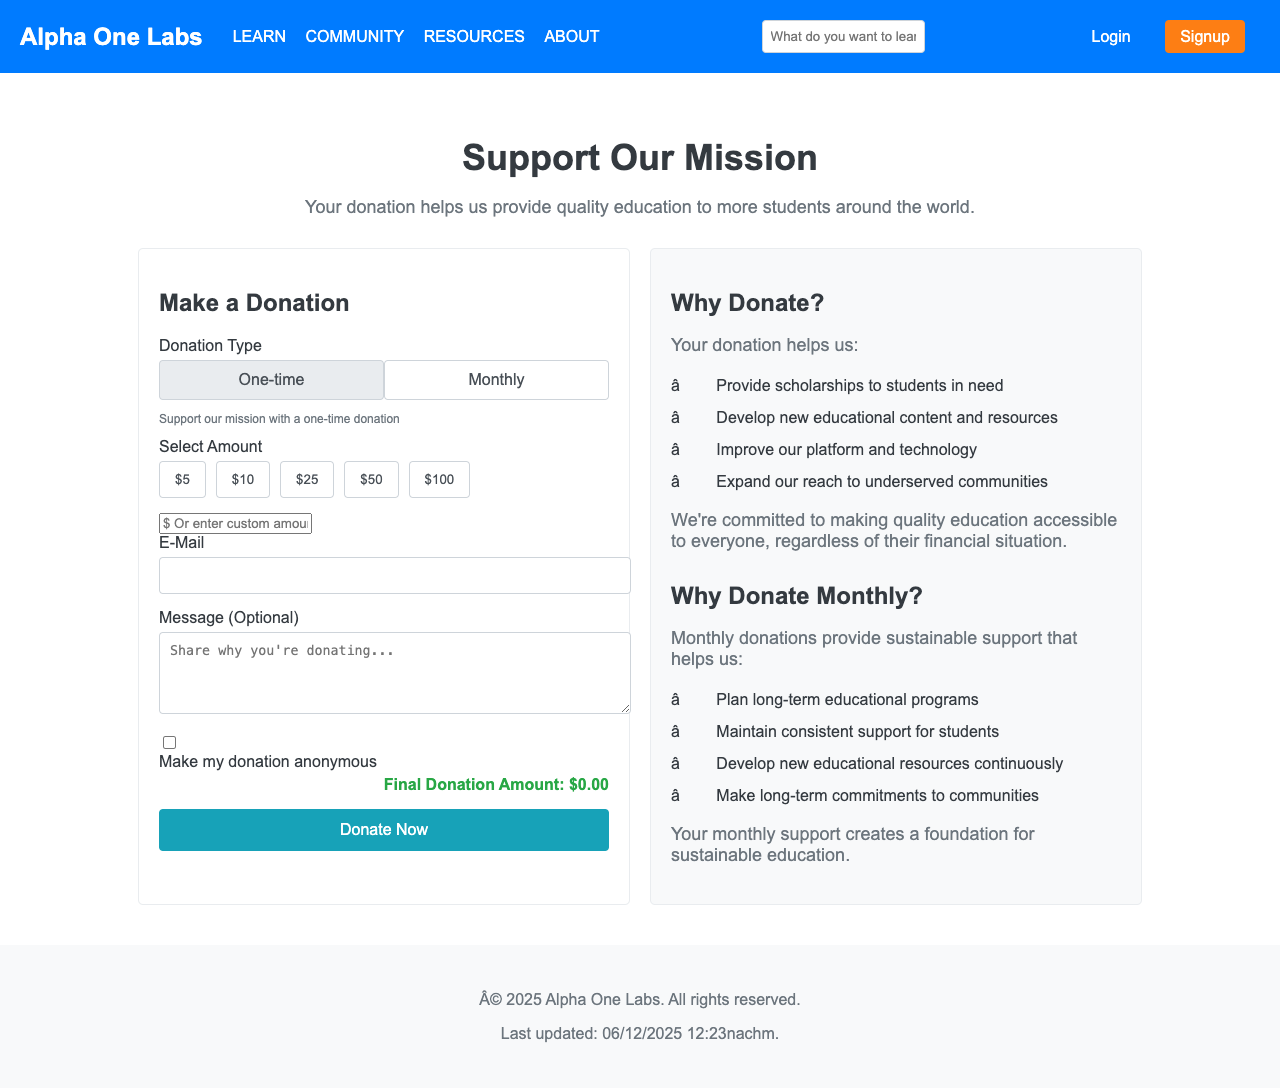 Alpha One Labs LEARN COMMUNITY RESOURCES ABOUT What do you want to lear Login Signup
Support Our Mission
Your donation helps us provide quality education to more students around the world.
Make a Donation
Donation Type
One-time Monthly
Support our mission with a one-time donation
Select Amount
$5 $10 $25 $50 $100
$ Or enter custom amou
E-Mail
Message (Optional)
Share why you're donating...
Make my donation anonymous
Final Donation Amount: $0.00
Donate Now
Why Donate?
Your donation helps us:
â Provide scholarships to students in need
â Develop new educational content and resources
â Improve our platform and technology
â Expand our reach to underserved communities
We're committed to making quality education accessible
to everyone, regardless of their financial situation.
Why Donate Monthly?
Monthly donations provide sustainable support that
helps us:
â Plan long-term educational programs
â Maintain consistent support for students
â Develop new educational resources continuously
â Make long-term commitments to communities
Your monthly support creates a foundation for
sustainable education.
Â© 2025 Alpha One Labs. All rights reserved.
Last updated: 06/12/2025 12:23nachm.